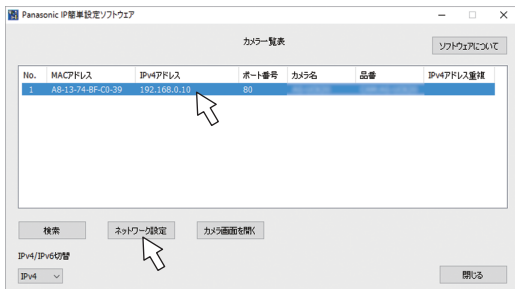 Panasonic IP簡単設定ソフトウェア
カメラ一覧表
ソフトウェアについて
No. MACアドレス IPv4アドレス ポート番号 カメラ名 品番 IPv4アドレス重複
1 A8-13-74-BF-C0-39 192.168.0.10 80
検索 ネットワーク設定 カメラ画面を開く
IPv4/IPv6切替
IPv4 閉じる